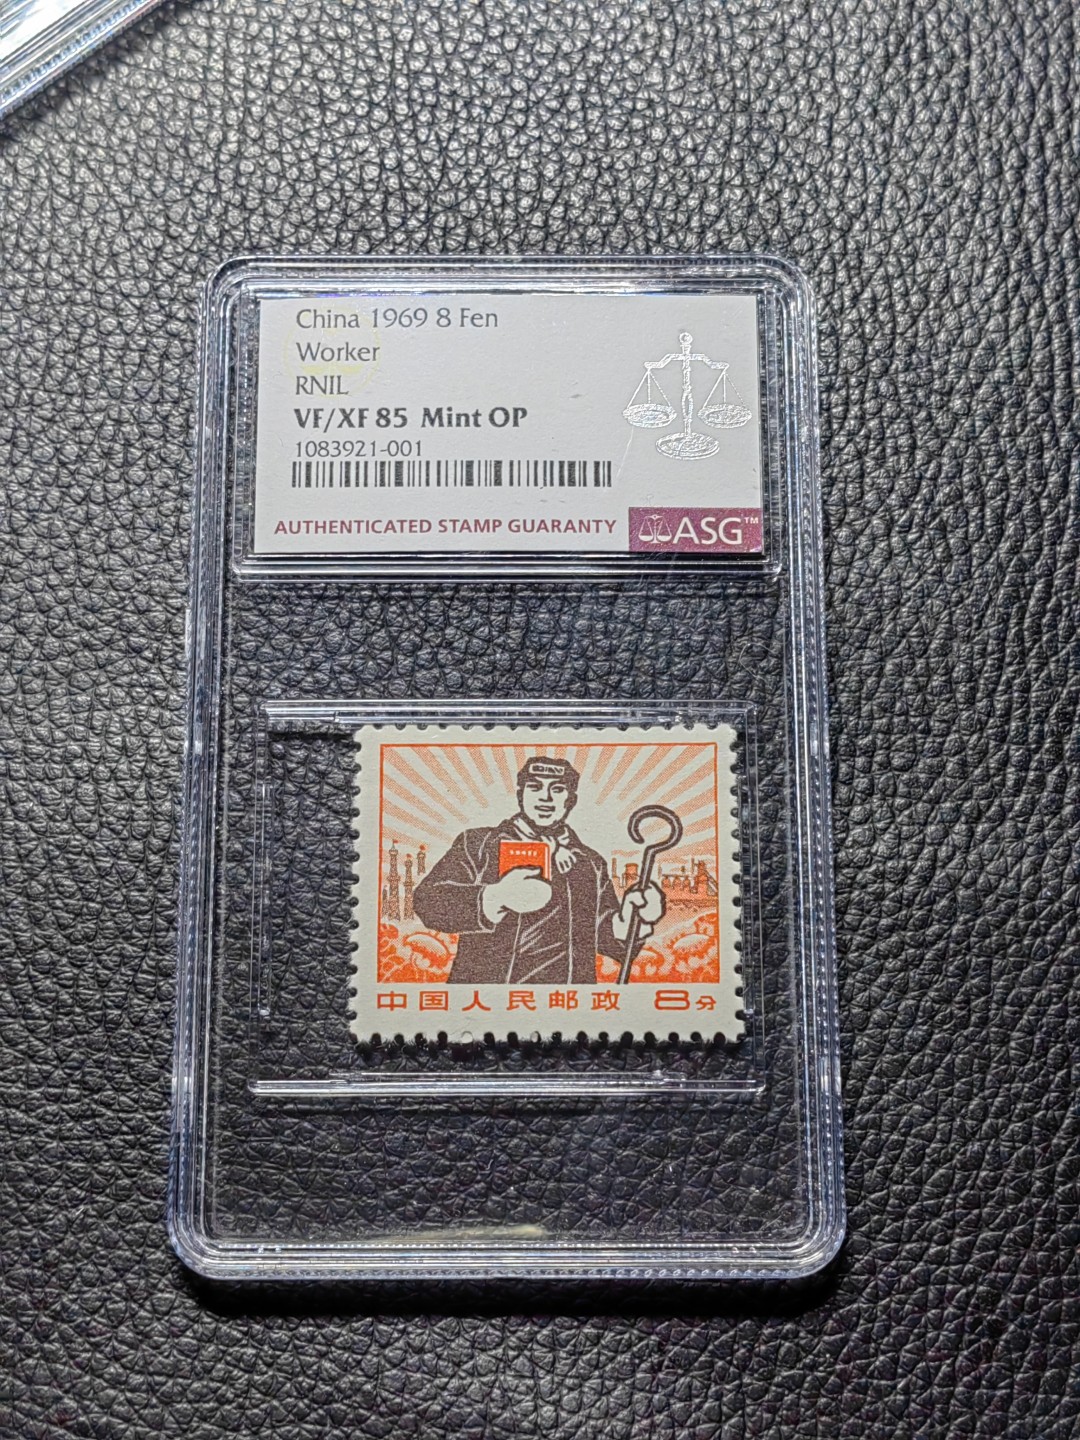 China 1969 8 Fen
Worker
RNIL
VF/XF 85 Mint OP
1083921-001
AUTHENTICATED STAMP GUARANTY
ASG™
中国人民邮政 8分